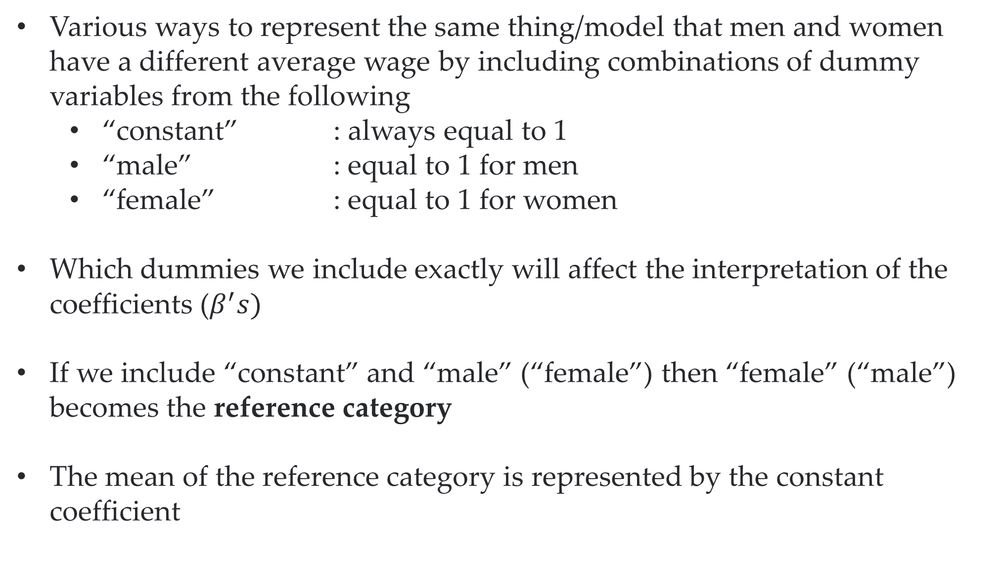 • Various ways to represent the same thing/model that men and women
have a different average wage by including combinations of dummy
variables from the following
• “constant” : always equal to 1
• “male” : equal to 1 for men
• “female” : equal to 1 for women
• Which dummies we include exactly will affect the interpretation of the
coefficients (β′s)
• If we include “constant” and “male” (“female”) then “female” (“male”)
becomes the reference category
• The mean of the reference category is represented by the constant
coefficient